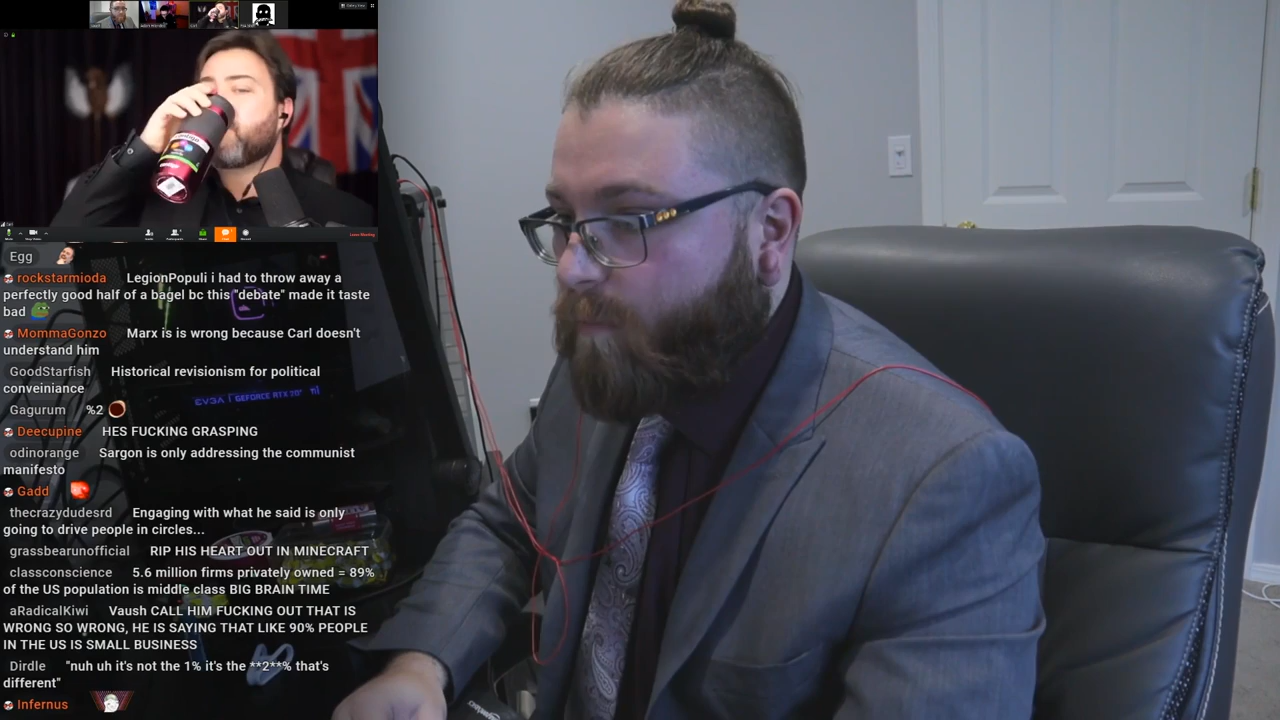 Leave Meeting
Egg
rockstarmioda LegionPopuli i had to throw away a
perfectly good half of a bagel bc this "debate" made it taste
bad
MommaGonzo Marx is is wrong because Carl doesn't
understand him
GoodStarfish Historical revisionism for political
conveiniance
EVGA | GEFORCE RTX 20
Gagurum %2
Deecupine HES FUCKING GRASPING
odinorange Sargon is only addressing the communist
manifesto
Gadd
thecrazydudesrd Engaging with what he said is only
going to drive people in circles...
grassbearunofficial RIP HIS HEART OUT IN MINECRAFT
classconscience 5.6 million firms privately owned = 89%
of the US population is middle class BIG BRAIN TIME
aRadicalKiwi Vaush CALL HIM FUCKING OUT THAT IS
WRONG SO WRONG, HE IS SAYING THAT LIKE 90% PEOPLE
IN THE US IS SMALL BUSINESS
Dirdle "nuh uh it's not the 1% it's the **2**% that's
different"
Infernus